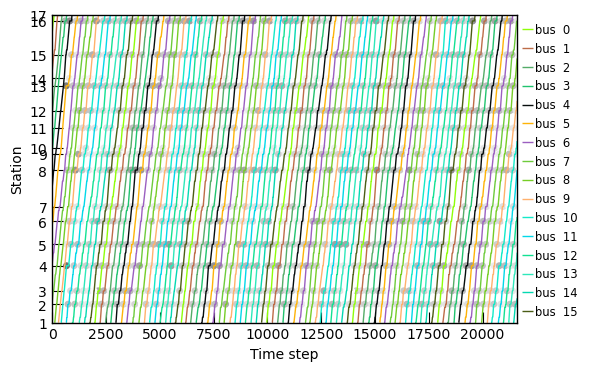 17
16
15
14
13
12
11
10
9
8
7
6
5
4
3
2
1
Station
0 2500 5000 7500 10000 12500 15000 17500 20000
Time step
bus 0
bus 1
bus 2
bus 3
bus 4
bus 5
bus 6
bus 7
bus 8
bus 9
bus 10
bus 11
bus 12
bus 13
bus 14
bus 15